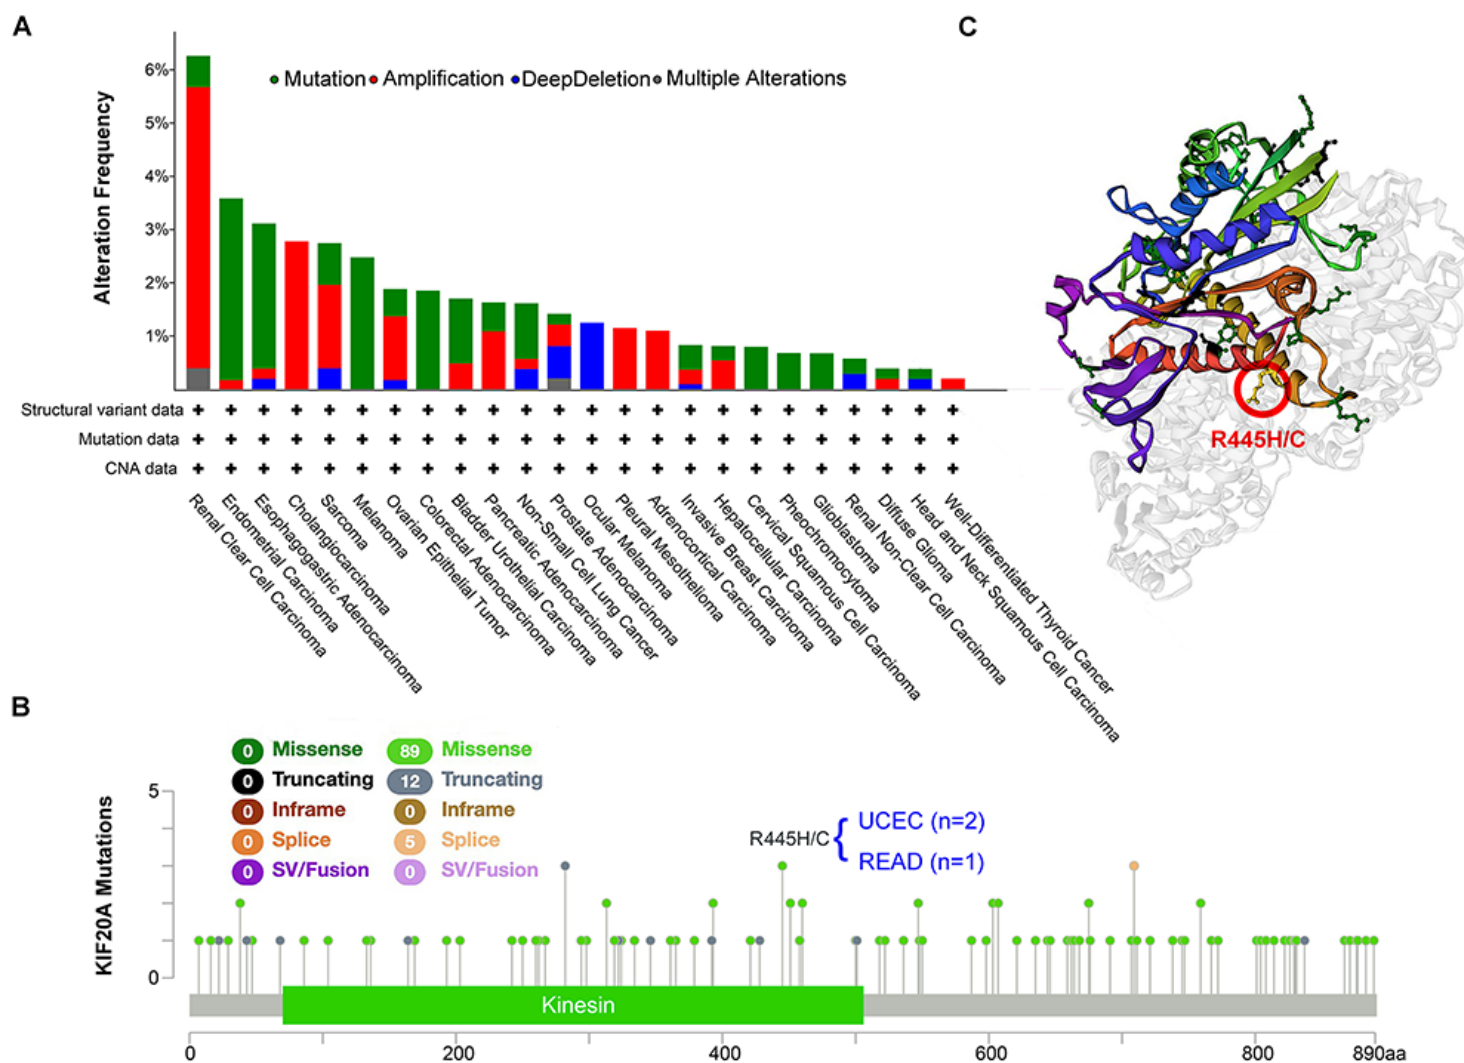 A
C
6%
5%
4%
3%
2%
1%
Alteration Frequency
Mutation Amplification DeepDeletion Multiple Alterations
Structural variant data + + + + + + + + + + + + + + + + + + + + + + + +
Mutation data + + + + + + + + + + + + + + + + + + + + + + + +
CNA data + + + + + + + + + + + + + + + + + + + + + + + +
Renal Clear Cell Carcinoma
Endometrial Carcinoma
Esophagogastric Adenocarcinoma
Cholangiocarcinoma
Sarcoma
Melanoma
Ovarian Epithelial Tumor
Colorectal Adenocarcinoma
Bladder Urothelial Carcinoma
Pancreatic Adenocarcinoma
Non-Small Cell Lung Cancer
Prostate Adenocarcinoma
Ocular Melanoma
Pleural Mesothelioma
Adrenocortical Carcinoma
Invasive Breast Carcinoma
Hepatocellular Carcinoma
Cervical Squamous Cell Carcinoma
Pheochromocytoma
Glioblastoma
Renal Non-Clear Cell Carcinoma
Diffuse Glioma
Head and Neck Squamous Cell Carcinoma
Well-Differentiated Thyroid Cancer
R445H/C
B
0 Missense 89 Missense
0 Truncating 12 Truncating
0 Inframe 0 Inframe
0 Splice 5 Splice
0 SV/Fusion 0 SV/Fusion
KIF20A Mutations
5
0
R445H/C { UCEC (n=2)
READ (n=1)
Kinesin
0 200 400 600 800 890aa